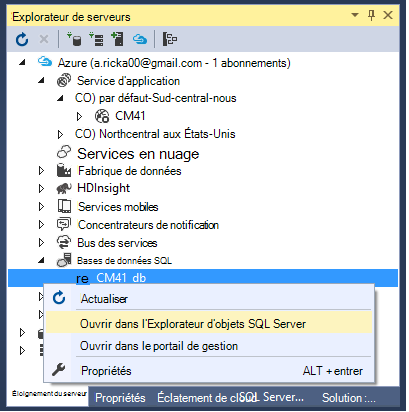 Explorateur de serveurs
Azure (a.ricka00@gmail.com - 1 abonnements)
Service d'application
CO) par défaut-Sud-central-nous
CM41
CO) Northcentral aux États-Unis
Services en nuage
Fabrique de données
HDInsight
Services mobiles
Concentrateurs de notification
Bus des services
Bases de données SQL
re CM41_db
Actualiser
Ouvrir dans l'Explorateur d'objets SQL Server
Ouvrir dans le portail de gestion
Propriétés ALT +entrer
Éloignement du serveur Propriétés Éclatement de cloud SQL Server... Solution :...